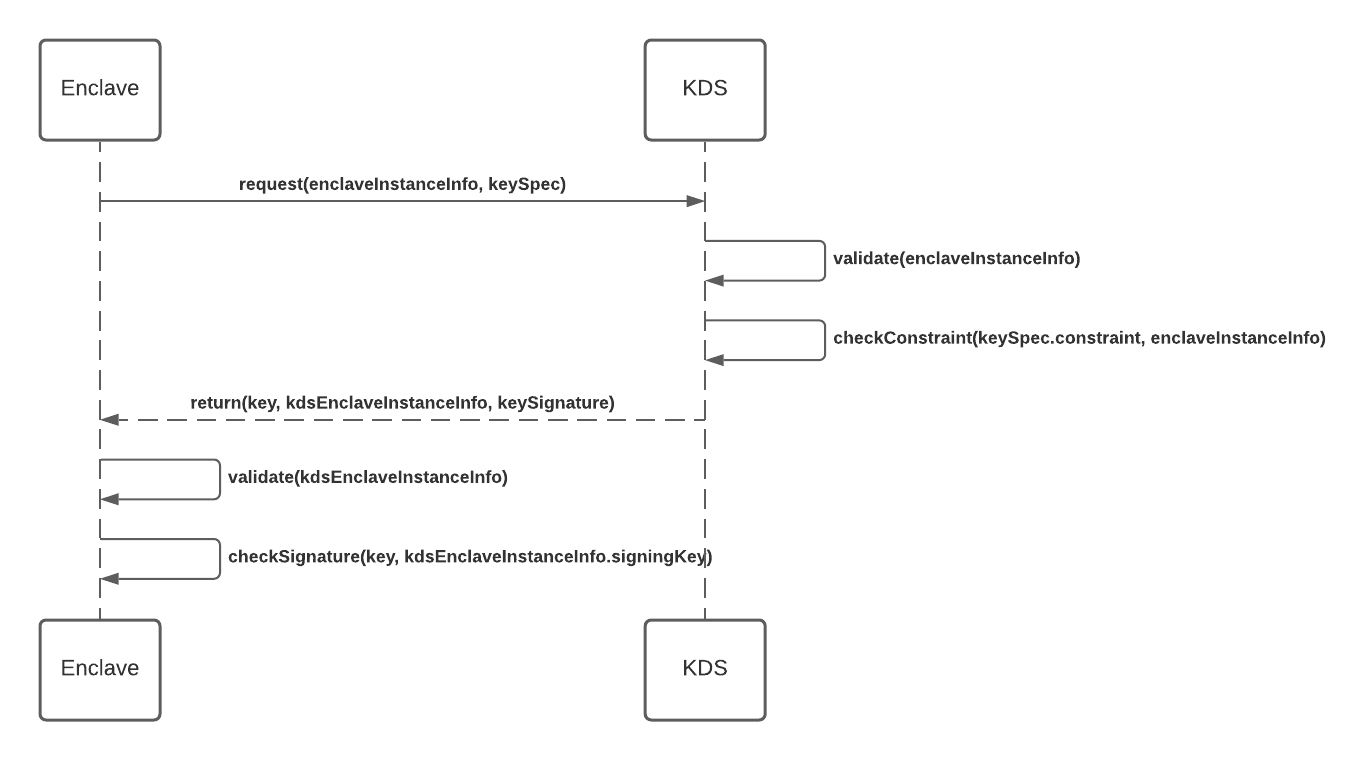 Enclave
KDS
request(enclaveInstanceInfo, keySpec)
validate(enclaveInstanceInfo)
checkConstraint(keySpec.constraint, enclaveInstanceInfo)
return(key, kdsEnclaveInstanceInfo, keySignature)
validate(kdsEnclaveInstanceInfo)
checkSignature(key, kdsEnclaveInstanceInfo.signingKey)
Enclave
KDS